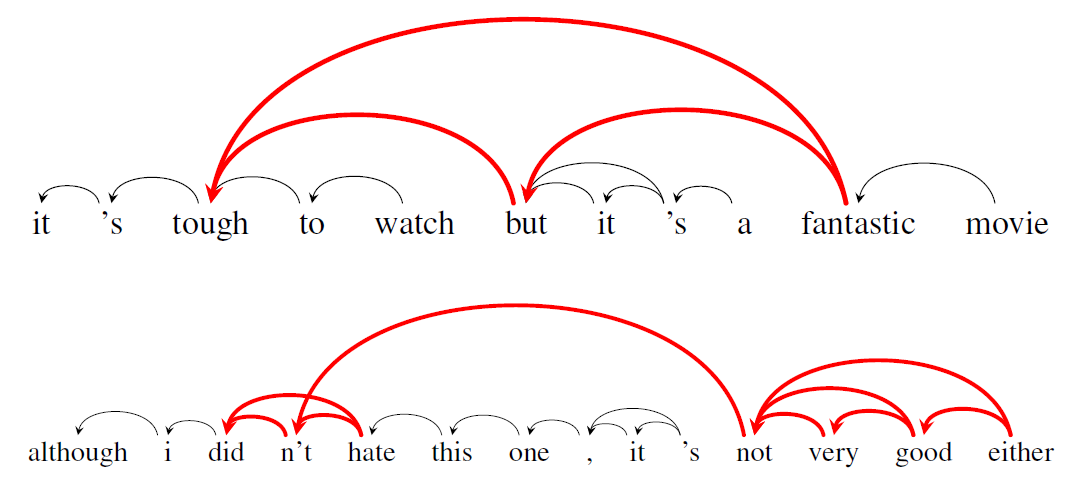 it 's tough to watch but it 's a fantastic movie
although i did n't hate this one , it 's not very good either